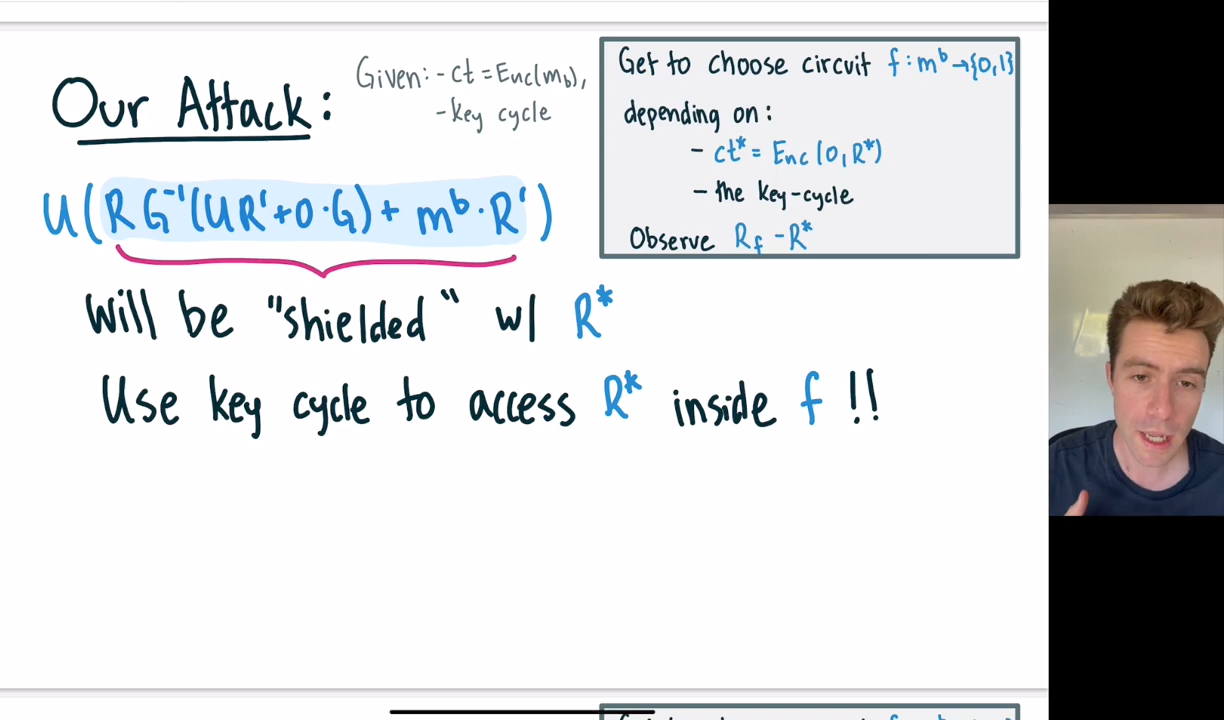 Our Attack:
Given: - ct = Enc(m_b),
- key cycle
U(RG⁻¹(UR'+0·G) + m^b·R')
Will be "shielded" w/ R*
Use key cycle to access R* inside f !!
Get to choose circuit f: m^b→{0,1}
depending on:
- ct* = Enc(0, R*)
- the key-cycle
Observe R_f - R*